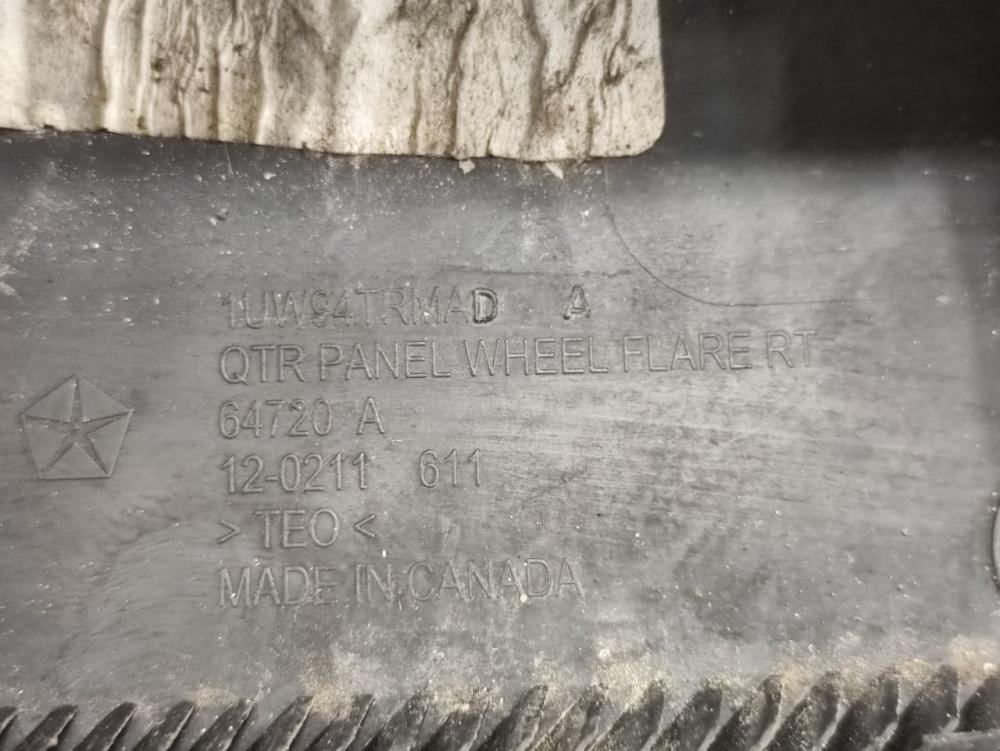 1UW94TRMAD A
QTR PANEL WHEEL FLARE RT
64720 A
12-0211 611
> TEO <
MADE IN CANADA